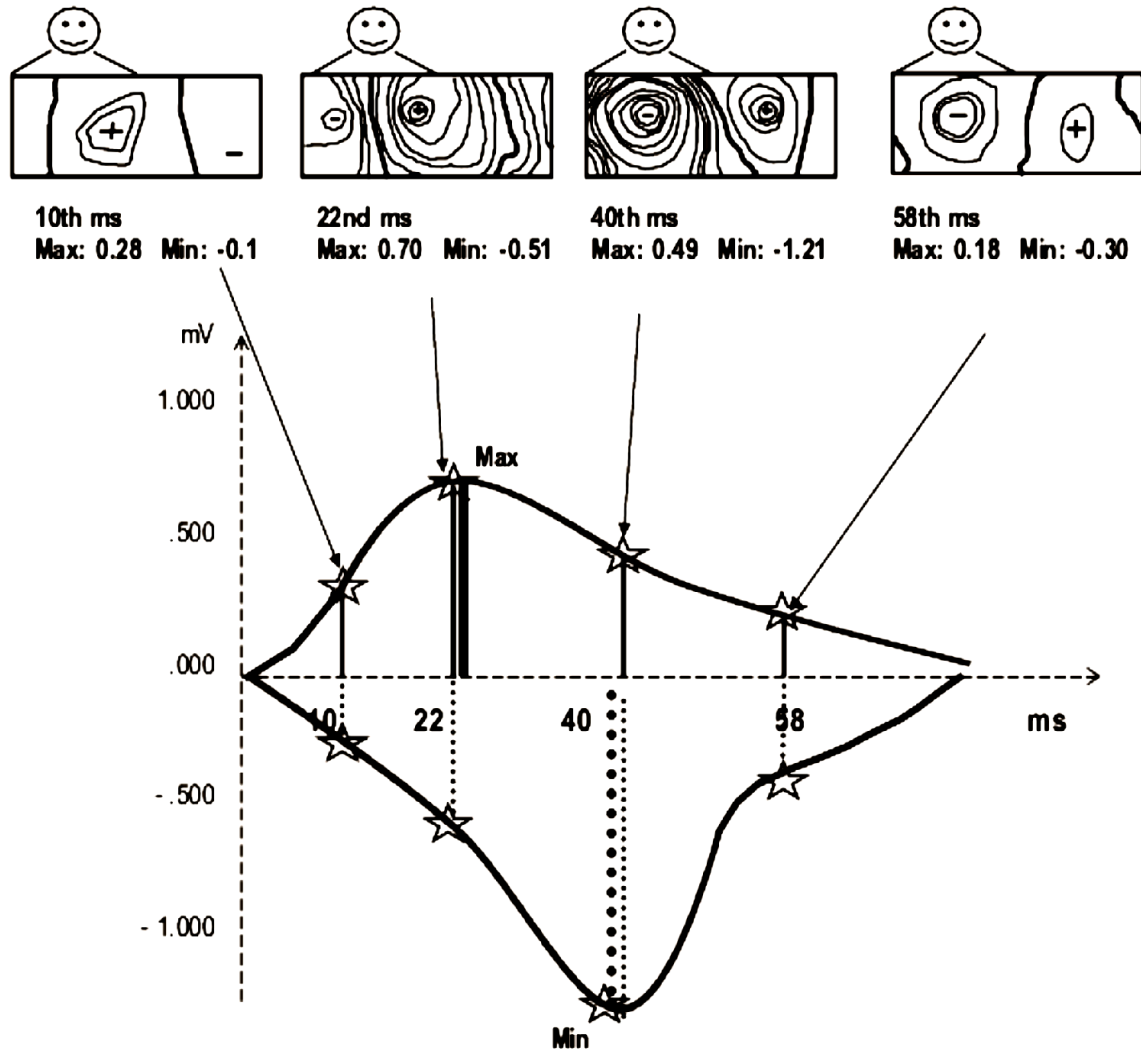 +
-
-
+
-
+
-
+
10th ms
Max: 0.28 Min: -0.1
22nd ms
Max: 0.70 Min: -0.51
40th ms
Max: 0.49 Min: -1.21
58th ms
Max: 0.18 Min: -0.30
mV
1.000
Max
.500
.000
10 22 40 58 ms
- .500
- 1.000
Min